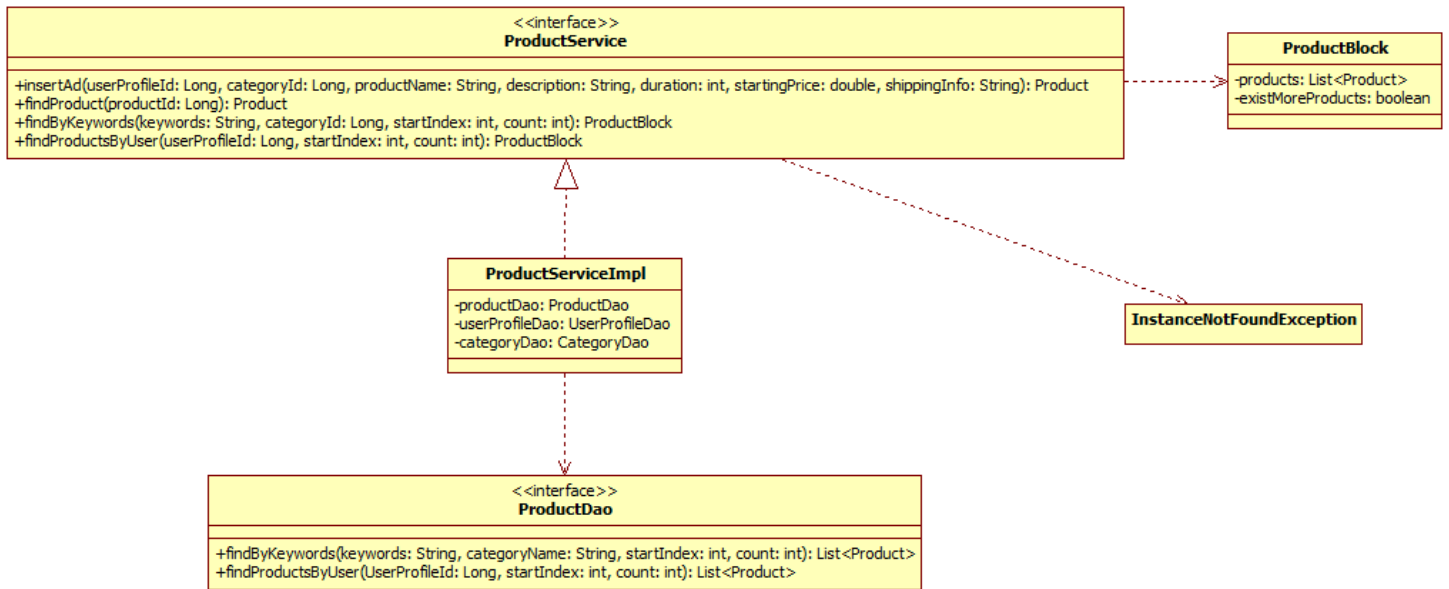 <<interface>>
ProductService
+insertAd(userProfileId: Long, categoryId: Long, productName: String, description: String, duration: int, startingPrice: double, shippingInfo: String): Product
+findProduct(productId: Long): Product
+findByKeywords(keywords: String, categoryId: Long, startIndex: int, count: int): ProductBlock
+findProductsByUser(userProfileId: Long, startIndex: int, count: int): ProductBlock
ProductBlock
-products: List<Product>
-existMoreProducts: boolean
ProductServiceImpl
-productDao: ProductDao
-userProfileDao: UserProfileDao
-categoryDao: CategoryDao
InstanceNotFoundException
<<interface>>
ProductDao
+findByKeywords(keywords: String, categoryName: String, startIndex: int, count: int): List<Product>
+findProductsByUser(UserProfileId: Long, startIndex: int, count: int): List<Product>